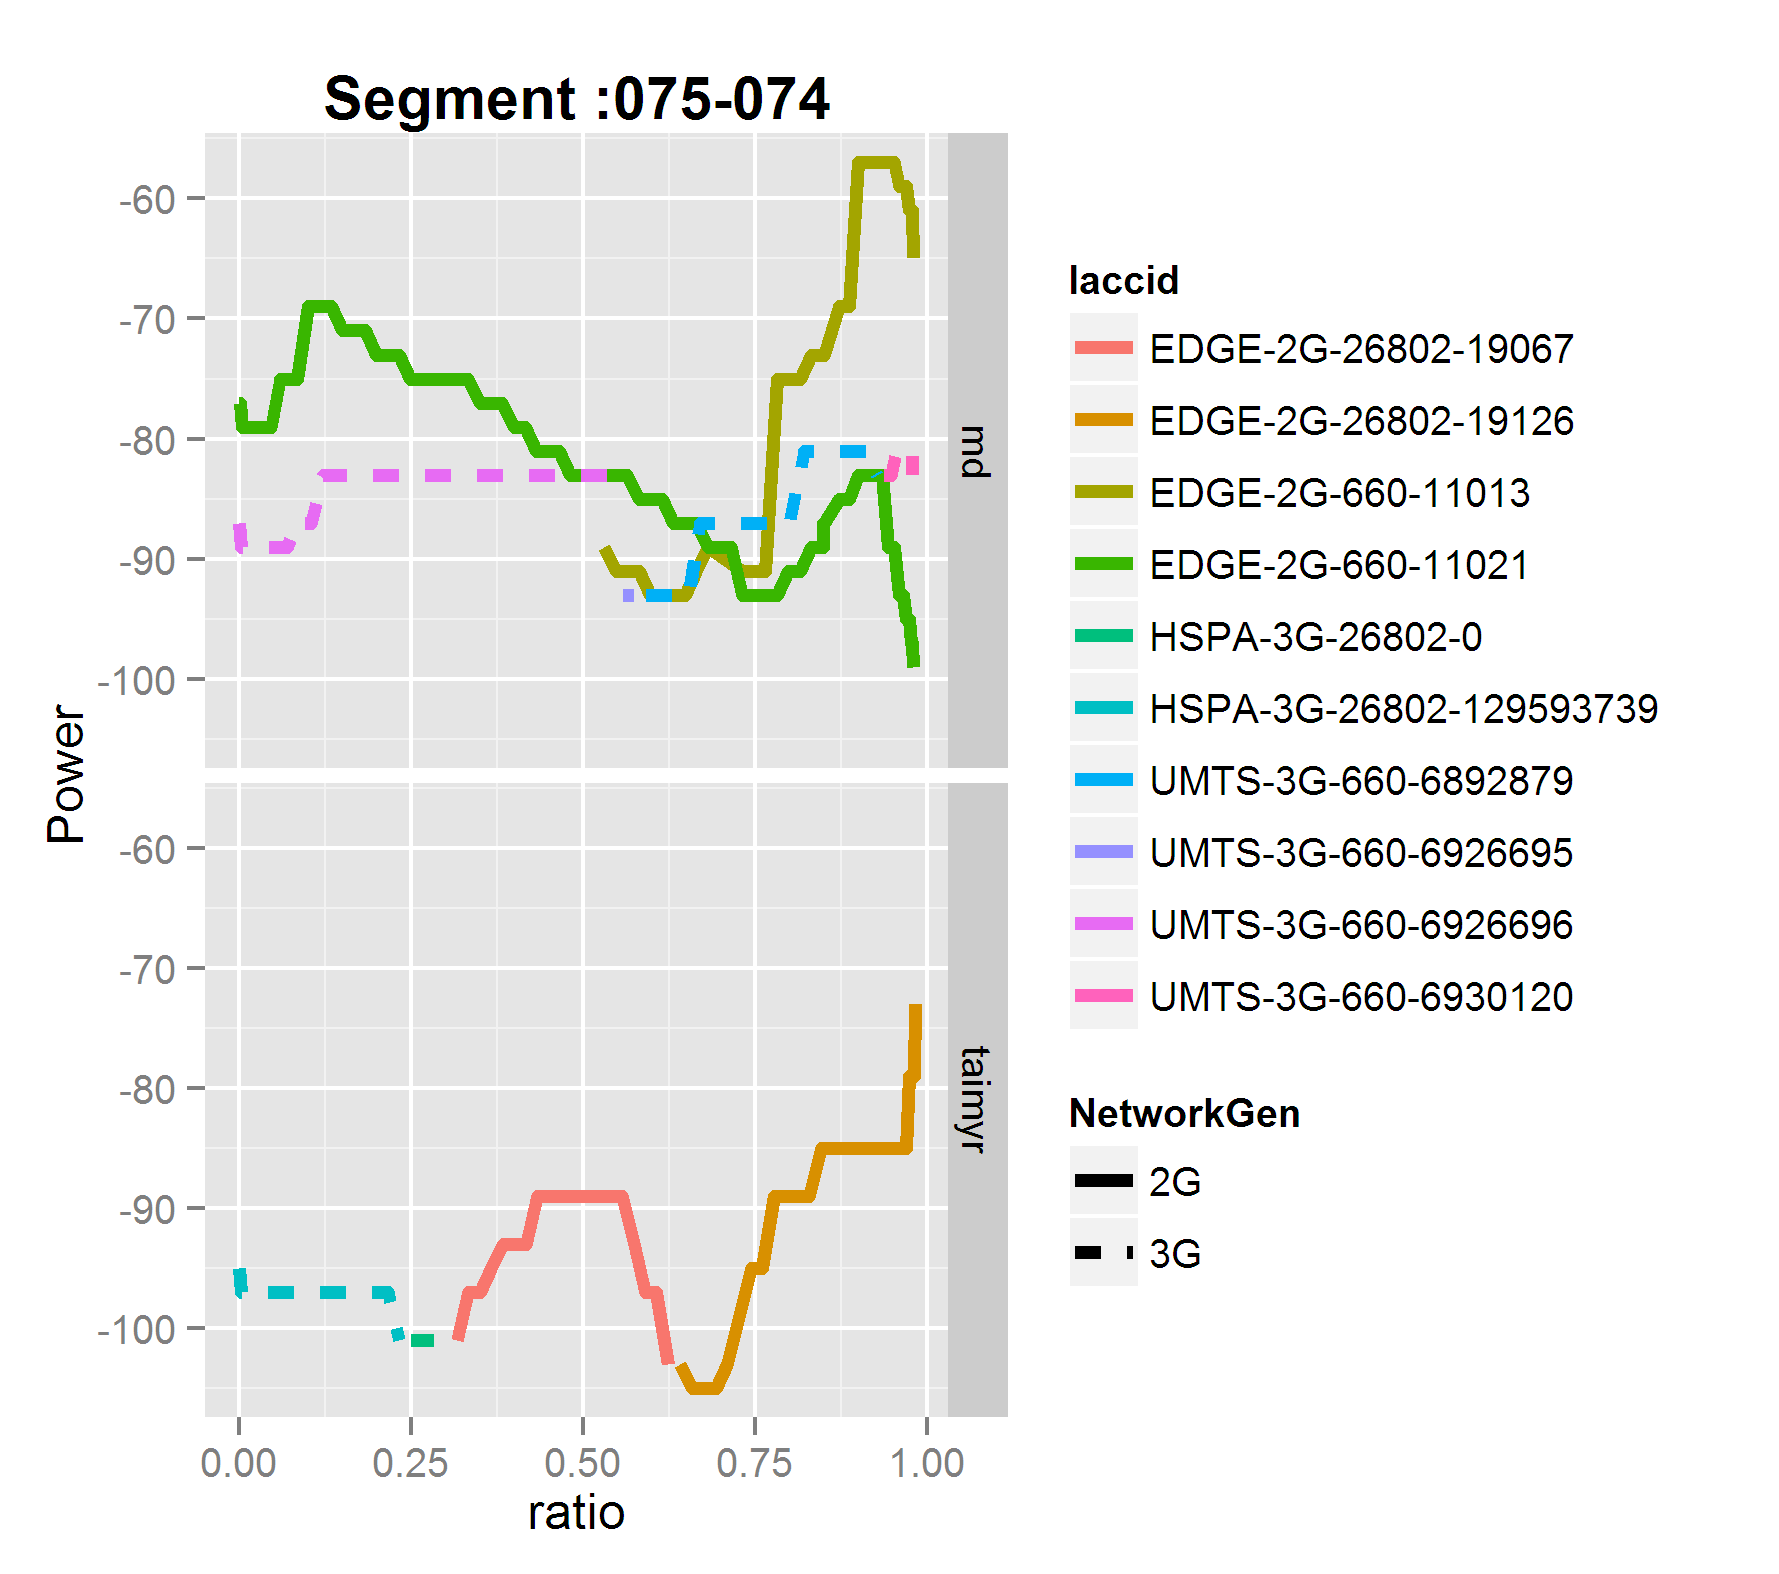 Segment :075-074
Power
-60
-70
-80
-90
-100
md
-60
-70
-80
-90
-100
taimyr
0.00 0.25 0.50 0.75 1.00
ratio
laccid
EDGE-2G-26802-19067
EDGE-2G-26802-19126
EDGE-2G-660-11013
EDGE-2G-660-11021
HSPA-3G-26802-0
HSPA-3G-26802-129593739
UMTS-3G-660-6892879
UMTS-3G-660-6926695
UMTS-3G-660-6926696
UMTS-3G-660-6930120
NetworkGen
2G
3G